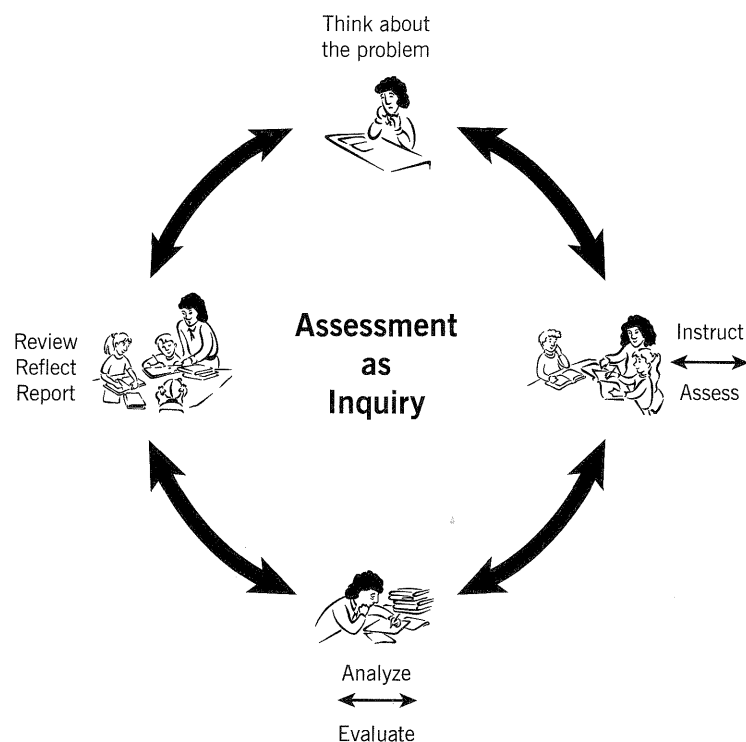 Think about
the problem
Instruct
Assess
Analyze
Evaluate
Review
Reflect
Report
Assessment
as
Inquiry